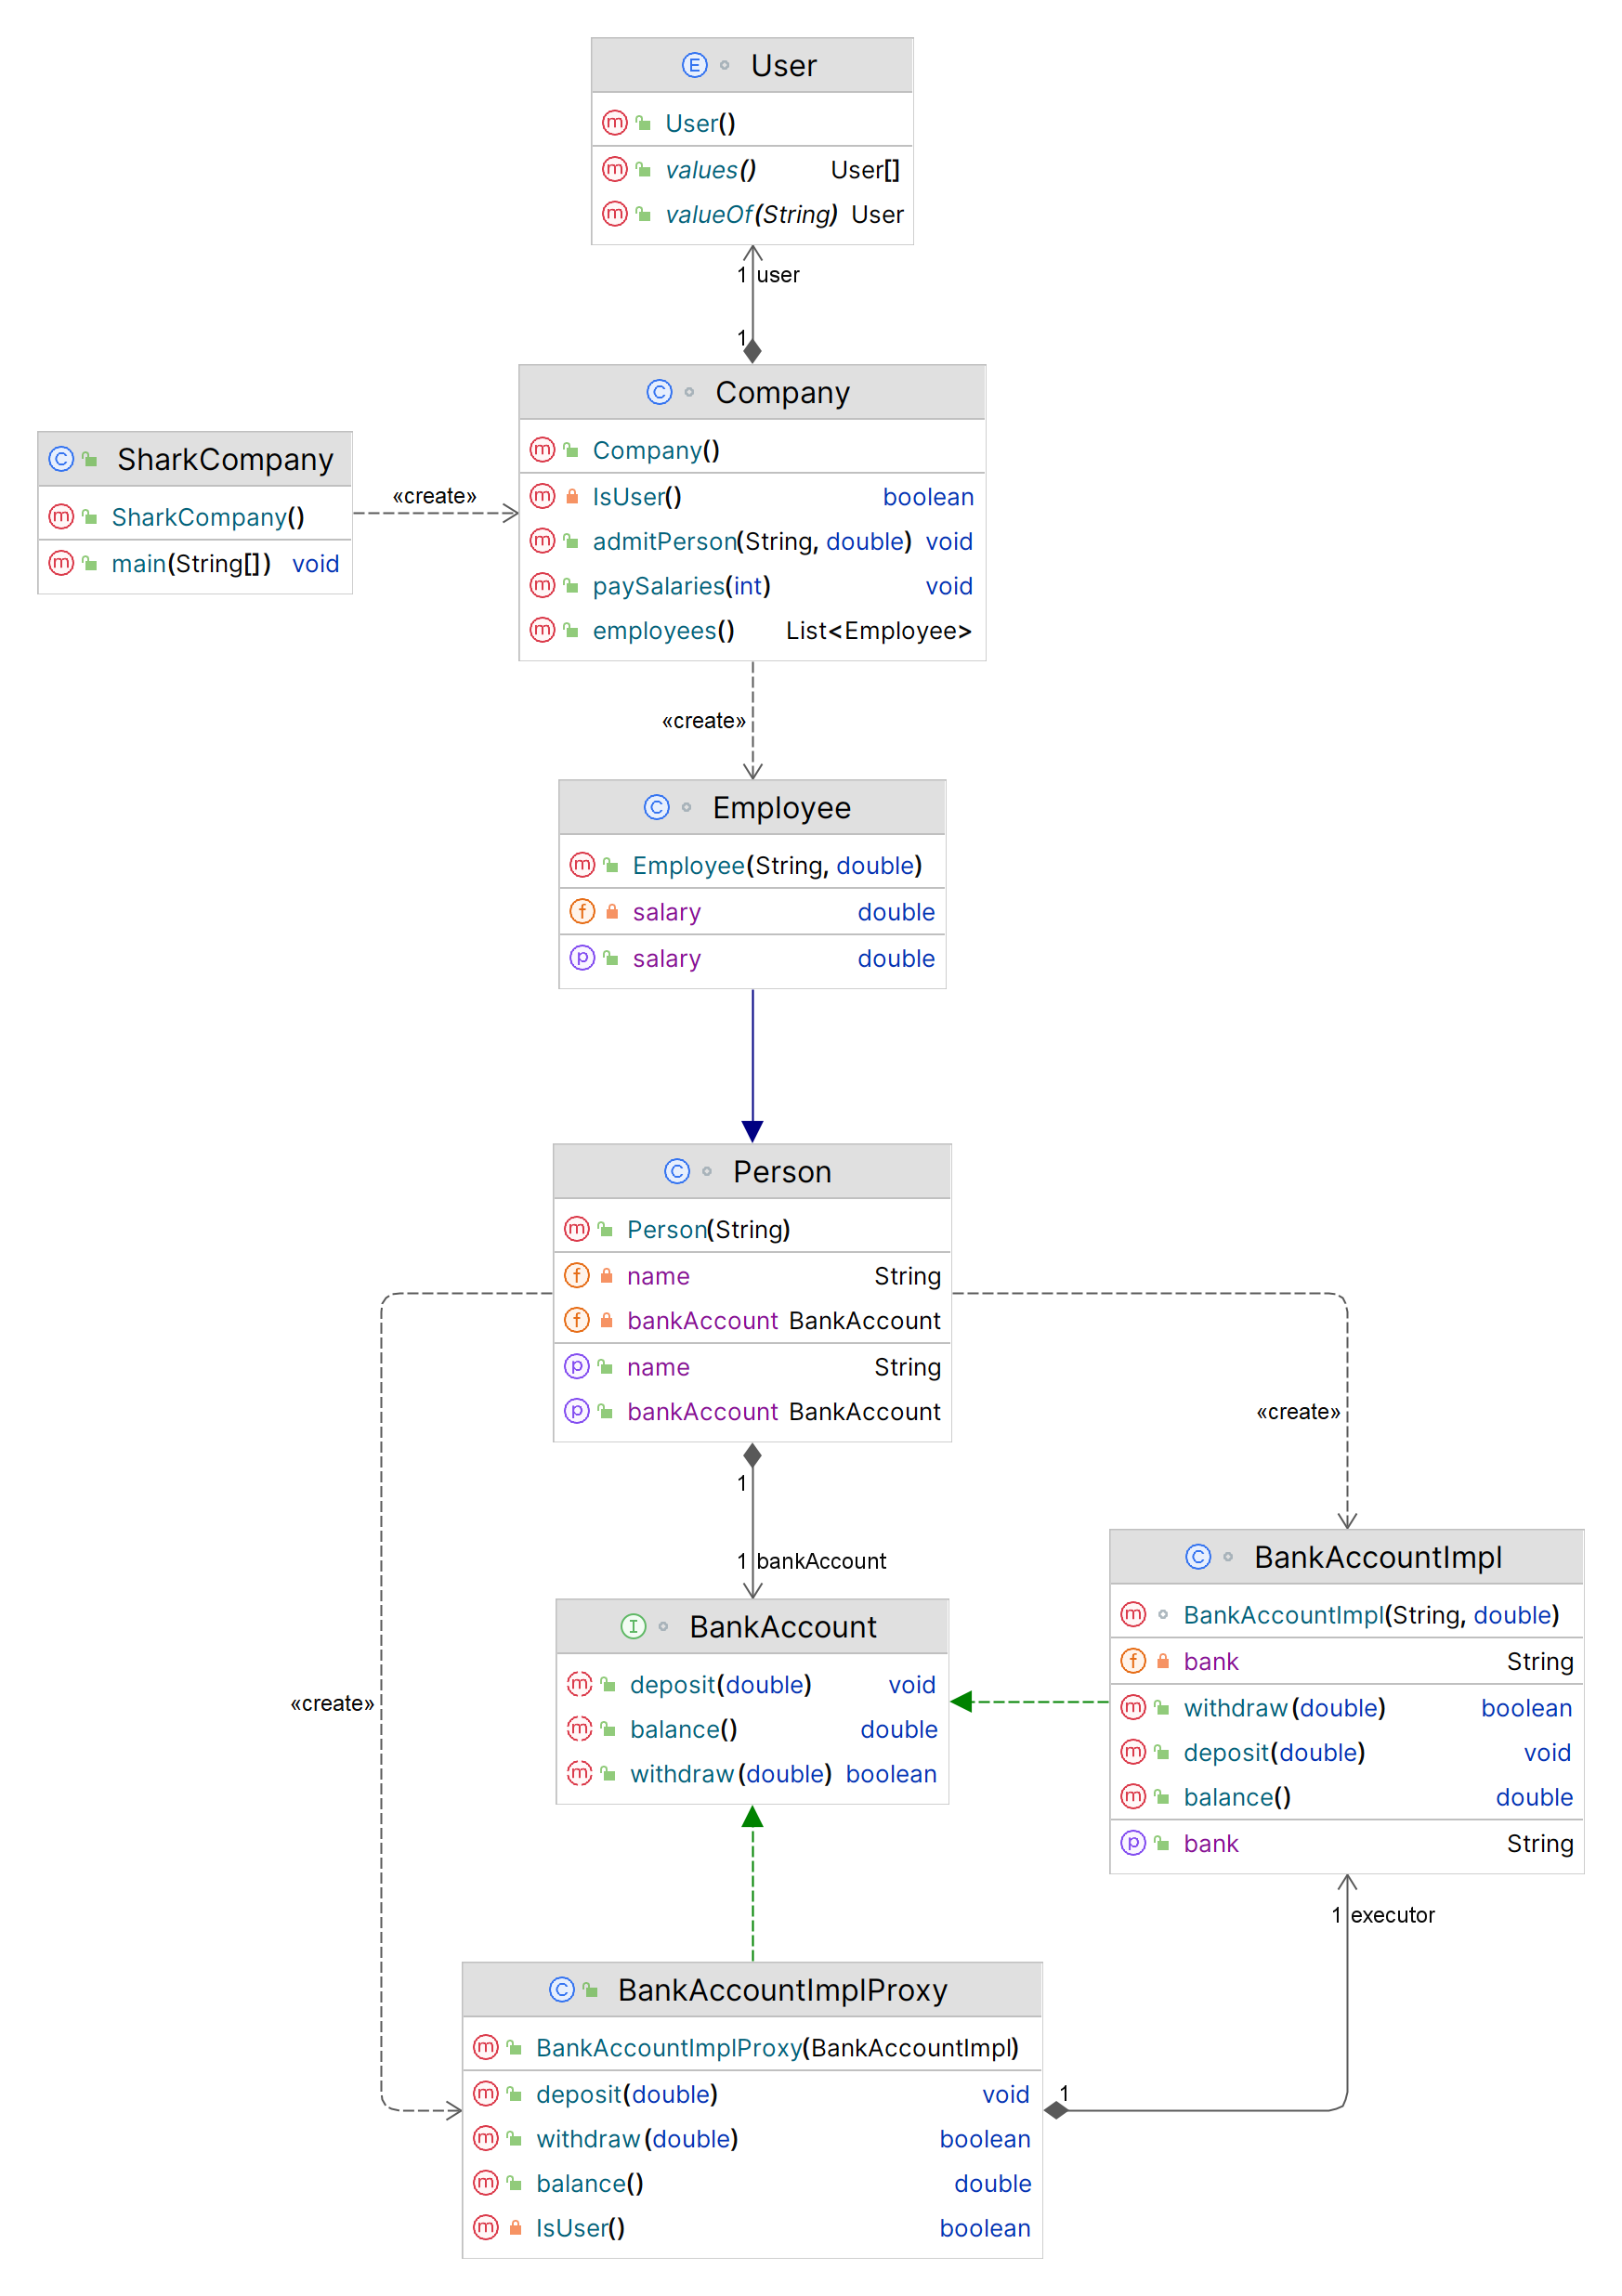 E User
m User()
m values() User[]
m valueOf(String) User
1 user
1
C Company
m Company()
m IsUser() boolean
m admitPerson(String, double) void
m paySalaries(int) void
m employees() List<Employee>
C SharkCompany
m SharkCompany()
m main(String[]) void
«create»
«create»
C Employee
m Employee(String, double)
f salary double
p salary double
C Person
m Person(String)
f name String
f bankAccount BankAccount
p name String
p bankAccount BankAccount
«create»
1
1 bankAccount
C BankAccountImpl
m BankAccountImpl(String, double)
f bank String
m withdraw(double) boolean
m deposit(double) void
m balance() double
p bank String
I BankAccount
m deposit(double) void
m balance() double
m withdraw(double) boolean
«create»
1 executor
C BankAccountImplProxy
m BankAccountImplProxy(BankAccountImpl)
m deposit(double) void
m withdraw(double) boolean
m balance() double
m IsUser() boolean
1